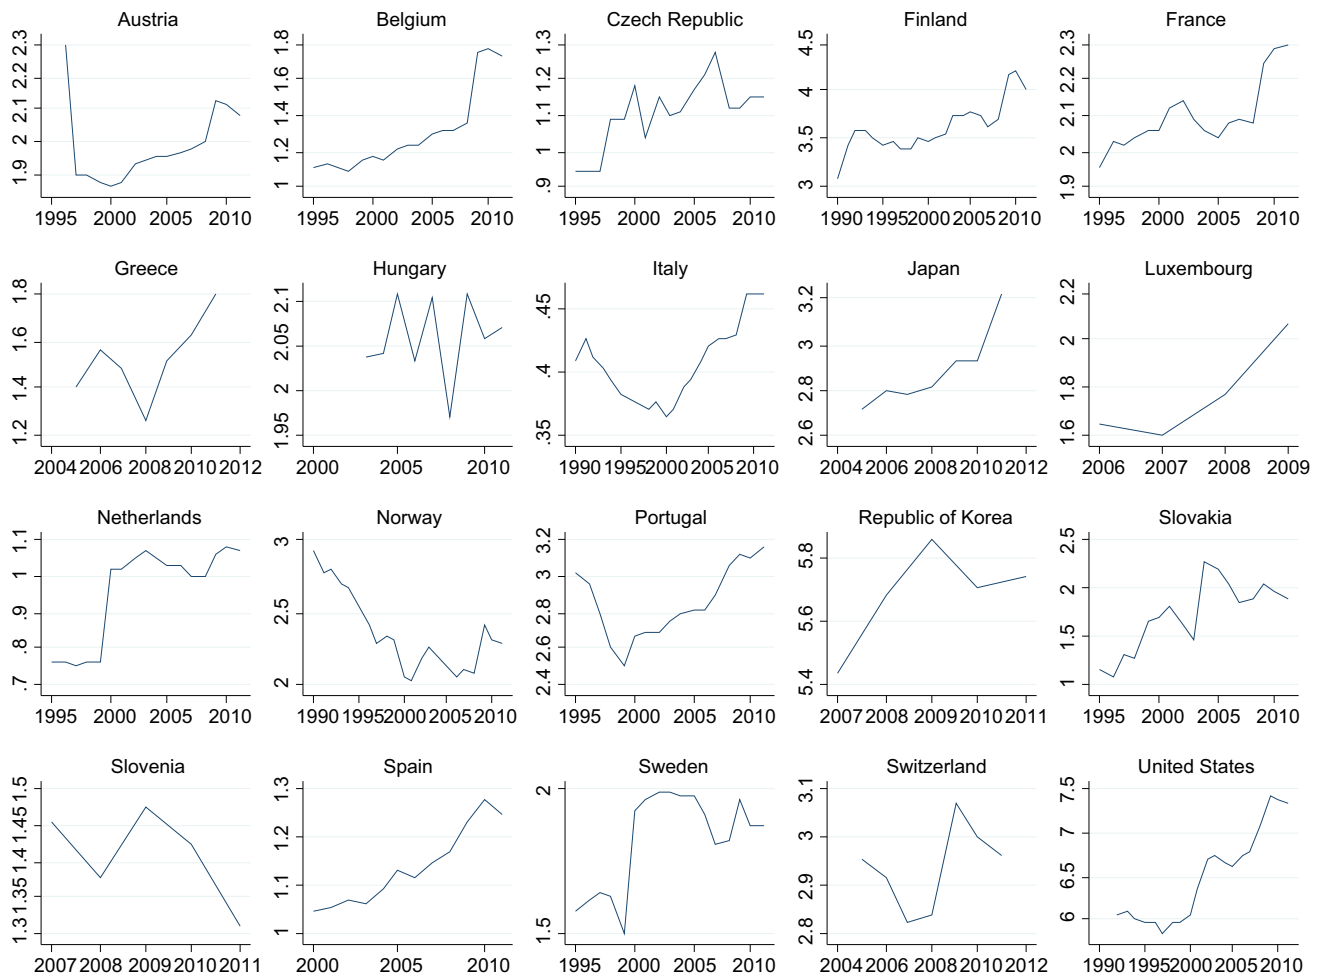 Austria
2.3
2.2
2.1
2
1.9
1995 2000 2005 2010
Belgium
1.8
1.6
1.4
1.2
1
1995 2000 2005 2010
Czech Republic
1.3
1.2
1.1
1
.9
1995 2000 2005 2010
Finland
4.5
4
3.5
3
1990 1995 2000 2005 2010
France
2.3
2.2
2.1
2
1.9
1995 2000 2005 2010
Greece
1.8
1.6
1.4
1.2
2004 2006 2008 2010 2012
Hungary
2.1
2.05
2
1.95
2000 2005 2010
Italy
.45
.4
.35
1990 1995 2000 2005 2010
Japan
3.2
3
2.8
2.6
2004 2006 2008 2010 2012
Luxembourg
2.2
2
1.8
1.6
2006 2007 2008 2009
Netherlands
1.1
1
.9
.8
.7
1995 2000 2005 2010
Norway
3
2.5
2
1990 1995 2000 2005 2010
Portugal
3.2
3
2.8
2.6
2.4
1995 2000 2005 2010
Republic of Korea
5.8
5.6
5.4
2007 2008 2009 2010 2011
Slovakia
2.5
2
1.5
1
1995 2000 2005 2010
Slovenia
1.5
1.45
1.4
1.35
1.3
2007 2008 2009 2010 2011
Spain
1.3
1.2
1.1
1
2000 2005 2010
Sweden
2
1.5
1995 2000 2005 2010
Switzerland
3.1
3
2.9
2.8
2004 2006 2008 2010 2012
United States
7.5
7
6.5
6
1990 1995 2000 2005 2010